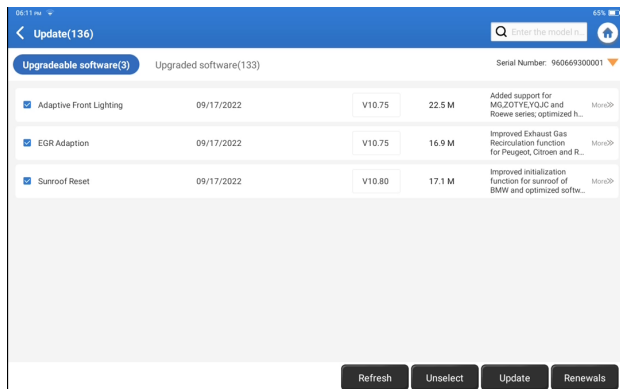 06:11 PM 65%
Update(136) Enter the model n...
Upgradeable software(3) Upgraded software(133) Serial Number: 960669300001
Adaptive Front Lighting 09/17/2022 V10.75 22.5 M Added support for
MG,ZOTYE,YQJC and
Roewe series; optimized h...
More>>
EGR Adaption 09/17/2022 V10.75 16.9 M Improved Exhaust Gas
Recirculation function
for Peugeot, Citroen and R...
More>>
Sunroof Reset 09/17/2022 V10.80 17.1 M Improved initialization
function for sunroof of
BMW and optimized softw...
More>>
Refresh Unselect Update Renewals